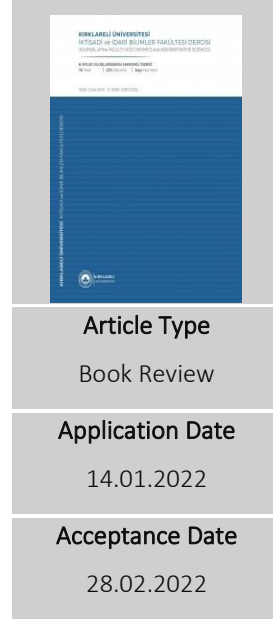 KIRKLARELİ ÜNİVERSİTESİ
İKTİSADİ ve İDARİ BİLİMLER FAKÜLTESİ DERGİSİ
KIRKLARELİ
Article Type
Book Review
Application Date
14.01.2022
Acceptance Date
28.02.2022